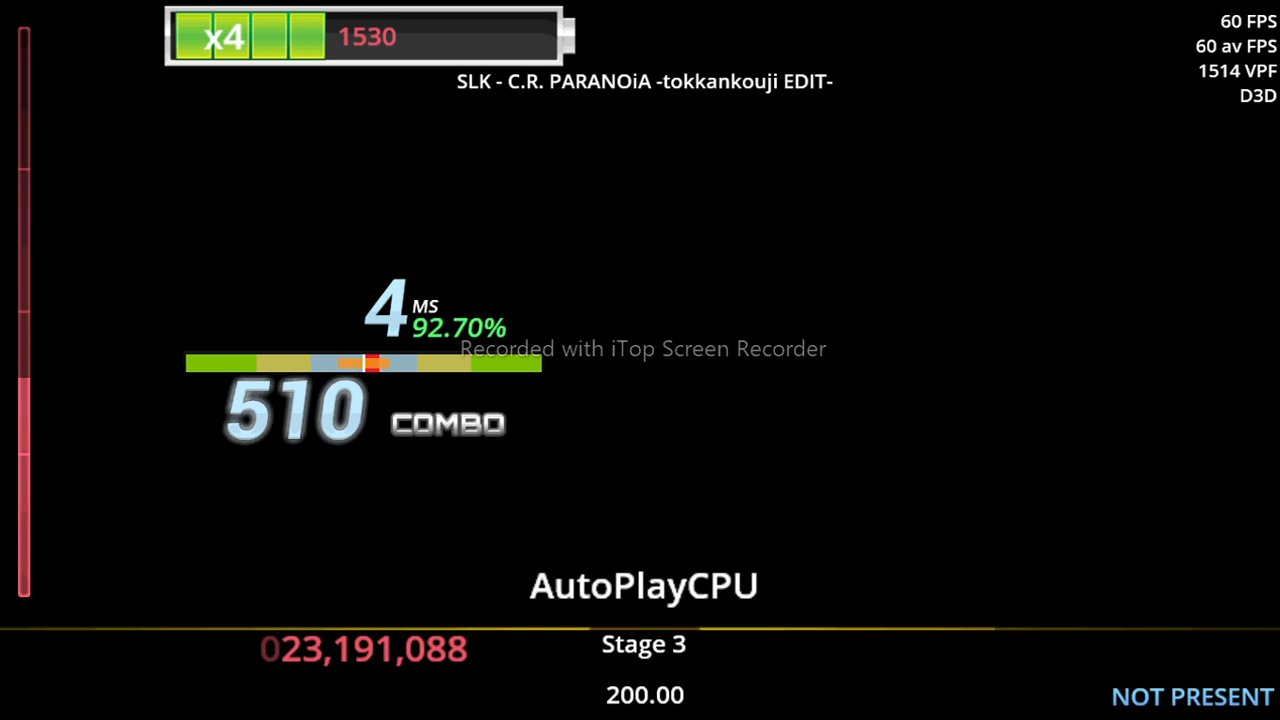 x4
1530
60 FPS
60 av FPS
1514 VPF
D3D
SLK - C.R. PARANOiA -tokkankouji EDIT-
4 MS
92.70%
Recorded with iTop Screen Recorder
510 COMBO
AutoPlayCPU
023,191,088
Stage 3
200.00
NOT PRESENT